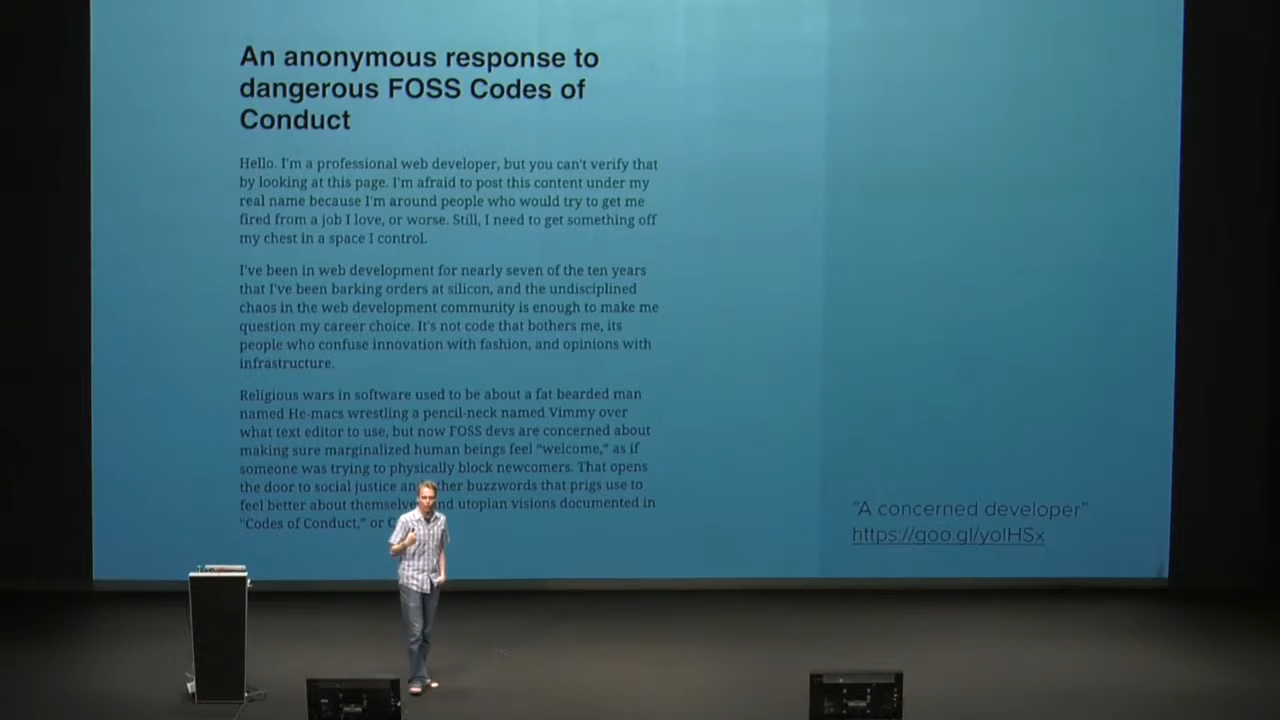 An anonymous response to
dangerous FOSS Codes of
Conduct
Hello. I'm a professional web developer, but you can't verify that
by looking at this page. I'm afraid to post this content under my
real name because I'm around people who would try to get me
fired from a job I love, or worse. Still, I need to get something off
my chest in a space I control.
I've been in web development for nearly seven of the ten years
that I've been barking orders at silicon, and the undisciplined
chaos in the web development community is enough to make me
question my career choice. It's not code that bothers me, its
people who confuse innovation with fashion, and opinions with
infrastructure.
Religious wars in software used to be about a fat bearded man
named He-macs wrestling a pencil-neck named Vimmy over
what text editor to use, but now FOSS devs are concerned about
making sure marginalized human beings feel "welcome," as if
someone was trying to physically block newcomers. That opens
the door to social justice an ther buzzwords that prigs use to
feel better about themselve nd utopian visions documented in
"Codes of Conduct," or C
"A concerned developer"
https://goo.gl/yolHSx